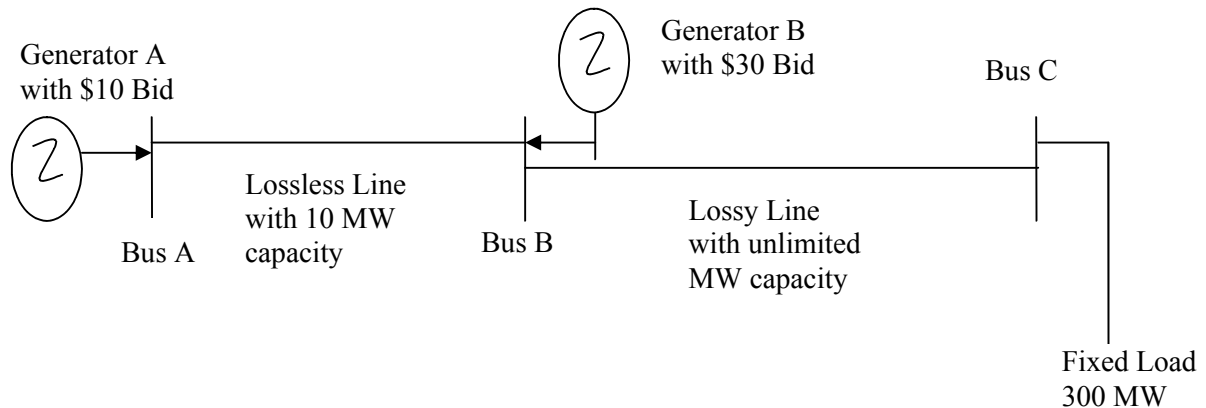 Generator A
with $10 Bid
Generator B
with $30 Bid
Bus C
Lossless Line
with 10 MW
capacity
Bus A
Bus B
Lossy Line
with unlimited
MW capacity
Fixed Load
300 MW